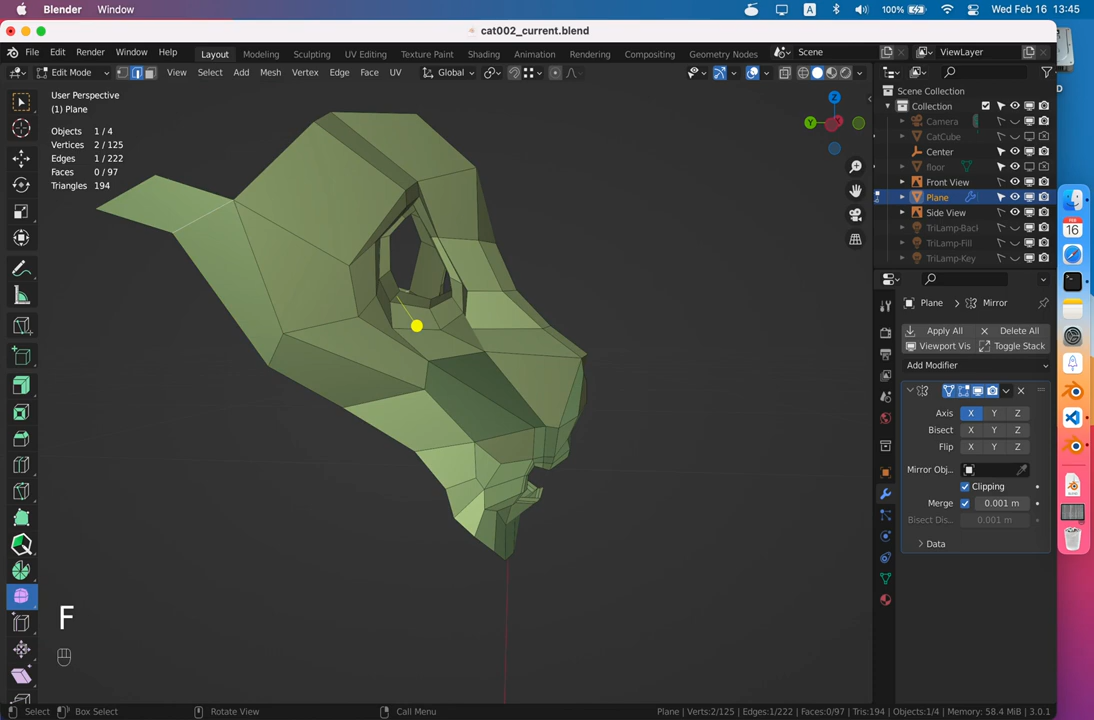 Blender Window 100% A Wed Feb 16 13:45
cat002_current.blend
File Edit Render Window Help Layout Modeling Sculpting UV Editing Texture Paint Shading Animation Rendering Compositing Geometry Nodes Scene ViewLayer
Edit Mode View Select Add Mesh Vertex Edge Face UV Global
User Perspective
(1) Plane
Objects 1 / 4
Vertices 2 / 125
Edges 1 / 222
Faces 0 / 97
Triangles 194
Z
Y
X
F
Scene Collection
Collection
Camera
CatCube
Center
floor
Front View
Plane
Side View
TriLamp-Back
TriLamp-Fill
TriLamp-Key
FEB
16
Plane > Mirror
Apply All Delete All
Viewport Vis Toggle Stack
Add Modifier
Axis X Y Z
Bisect X Y Z
Flip X Y Z
Mirror Obj...
Clipping
Merge 0.001 m
Bisect Dis... 0.001 m
Data
Select Box Select Rotate View Call Menu Plane | Verts:2/125 | Edges:1/222 | Faces:0/97 | Tris:194 | Objects:1/4 | Memory: 58.4 MiB | 3.0.1